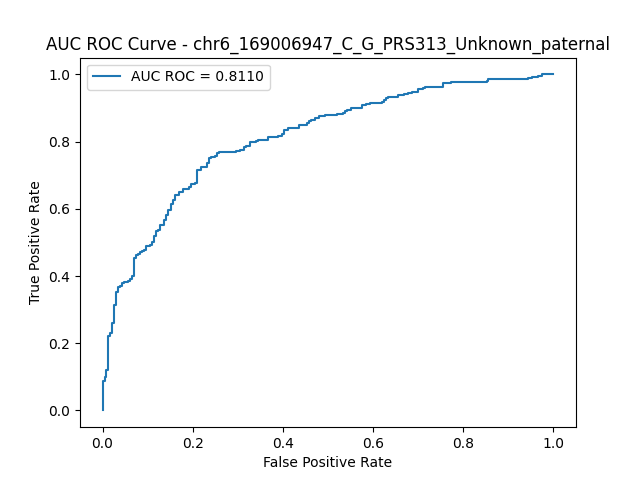 AUC ROC Curve - chr6_169006947_C_G_PRS313_Unknown_paternal
AUC ROC = 0.8110
1.0
0.8
0.6
0.4
0.2
0.0
True Positive Rate
0.0 0.2 0.4 0.6 0.8 1.0
False Positive Rate